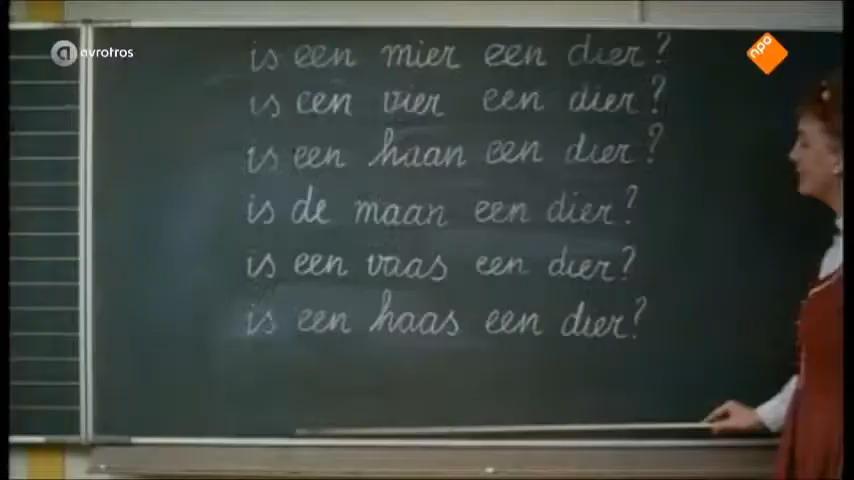 avrotros
npo
is een mier een dier?
is een vier een dier?
is een haan een dier?
is de maan een dier?
is een vaas een dier?
is een haas een dier?